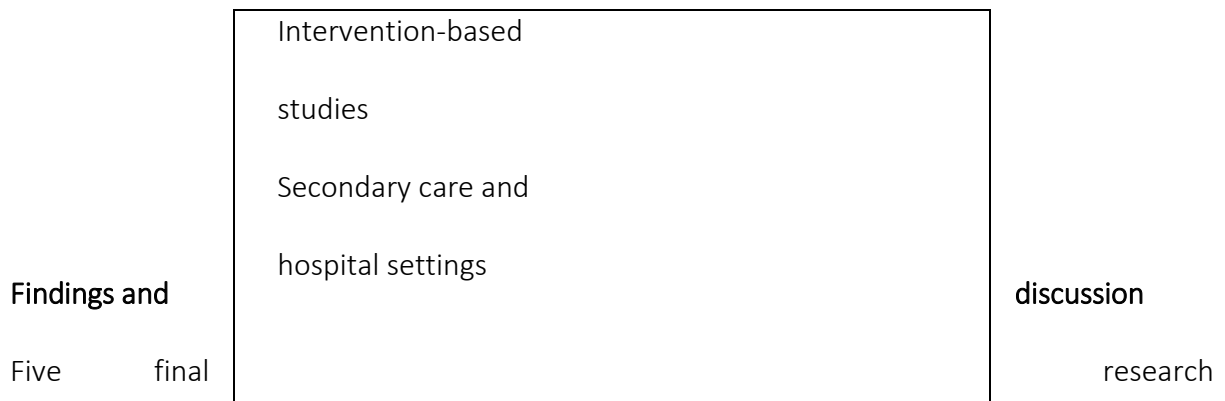 Intervention-based
studies
Secondary care and
hospital settings
Findings and discussion
Five final research